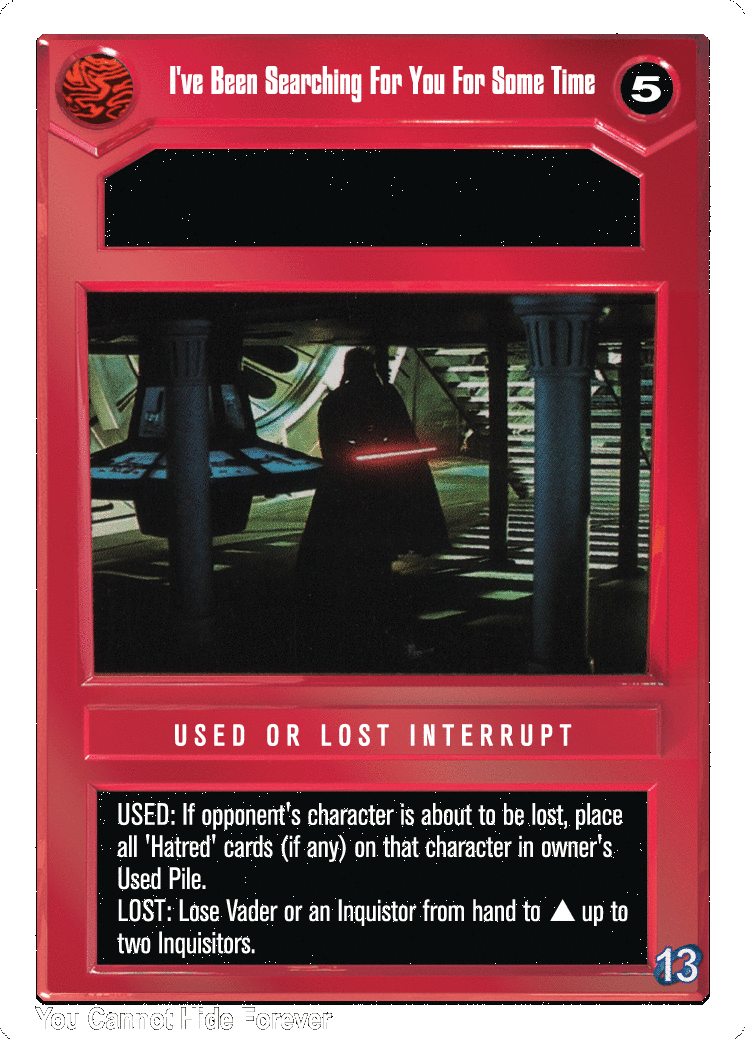 I've Been Searching For You For Some Time
5
USED OR LOST INTERRUPT
USED: If opponent's character is about to be lost, place
all 'Hatred' cards (if any) on that character in owner's
Used Pile.
LOST: Lose Vader or an Inquistor from hand to ▲ up to
two Inquisitors.
13
You Cannot Hide Forever